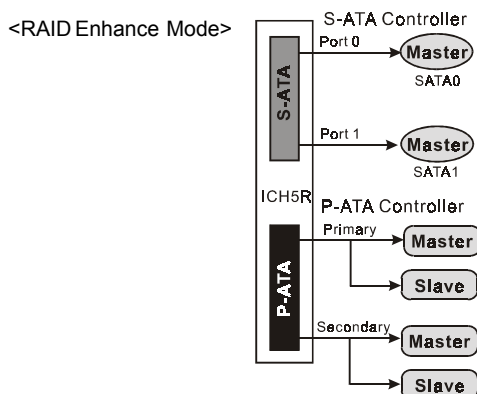 <RAID Enhance Mode>
S-ATA Controller
Port 0
Master
SATA0
S-ATA
Port 1
Master
SATA1
ICH5R
P-ATA Controller
Primary
Master
Slave
P-ATA
Secondary
Master
Slave